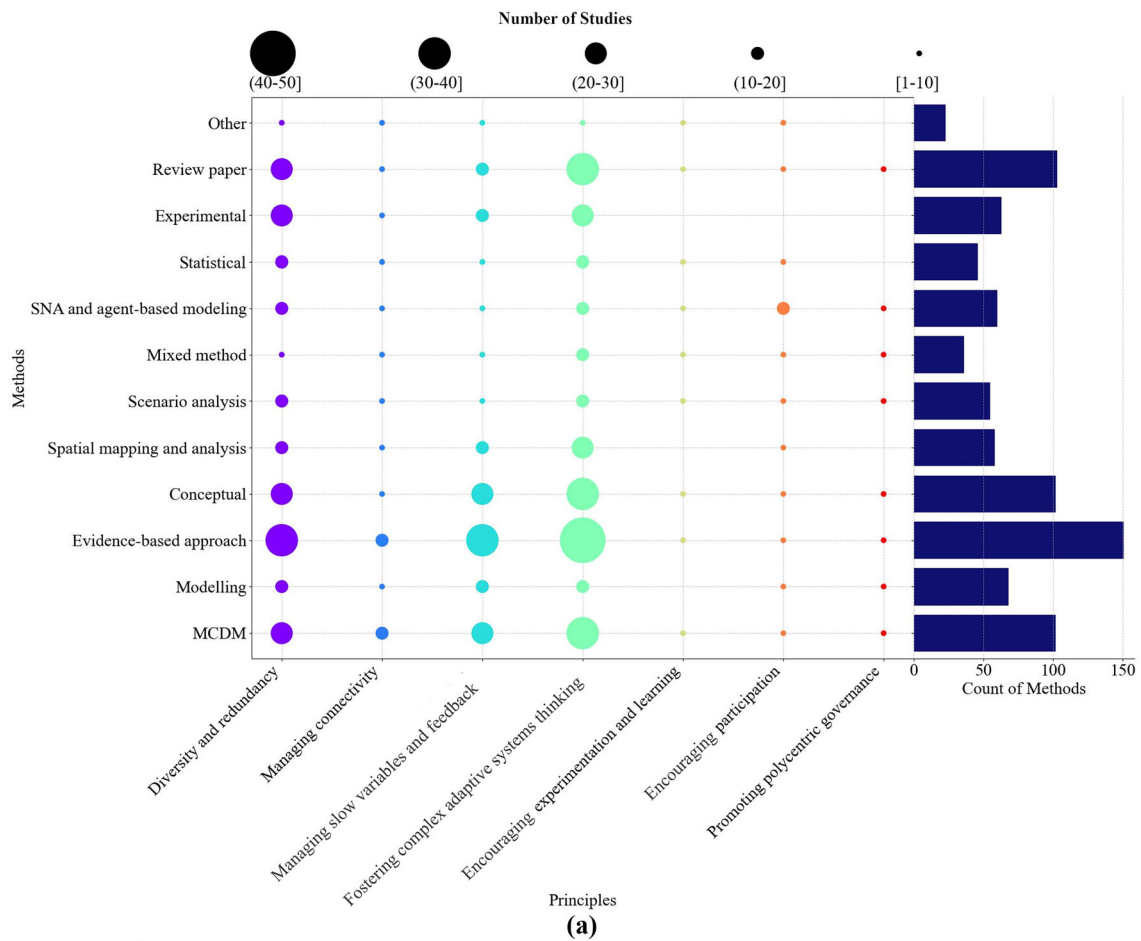 Number of Studies
(40-50] (30-40] (20-30] (10-20] [1-10]
Methods
Other
Review paper
Experimental
Statistical
SNA and agent-based modeling
Mixed method
Scenario analysis
Spatial mapping and analysis
Conceptual
Evidence-based approach
Modelling
MCDM
0 50 100 150
Count of Methods
Diversity and redundancy
Managing connectivity
Managing slow variables and feedback
Fostering complex adaptive systems thinking
Encouraging experimentation and learning
Encouraging participation
Promoting polycentric governance
Principles
(a)